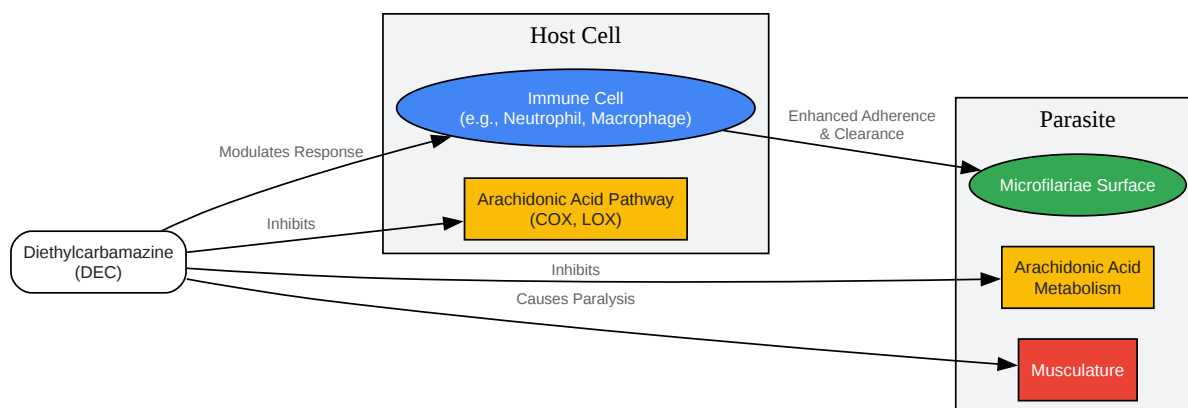 Host Cell
Immune Cell
(e.g., Neutrophil, Macrophage)
Enhanced Adherence
& Clearance
Parasite
Modulates Response
Microfilariae Surface
Arachidonic Acid Pathway
(COX, LOX)
Inhibits
Diethylcarbamazine
(DEC)
Inhibits
Arachidonic Acid
Metabolism
Causes Paralysis
Musculature